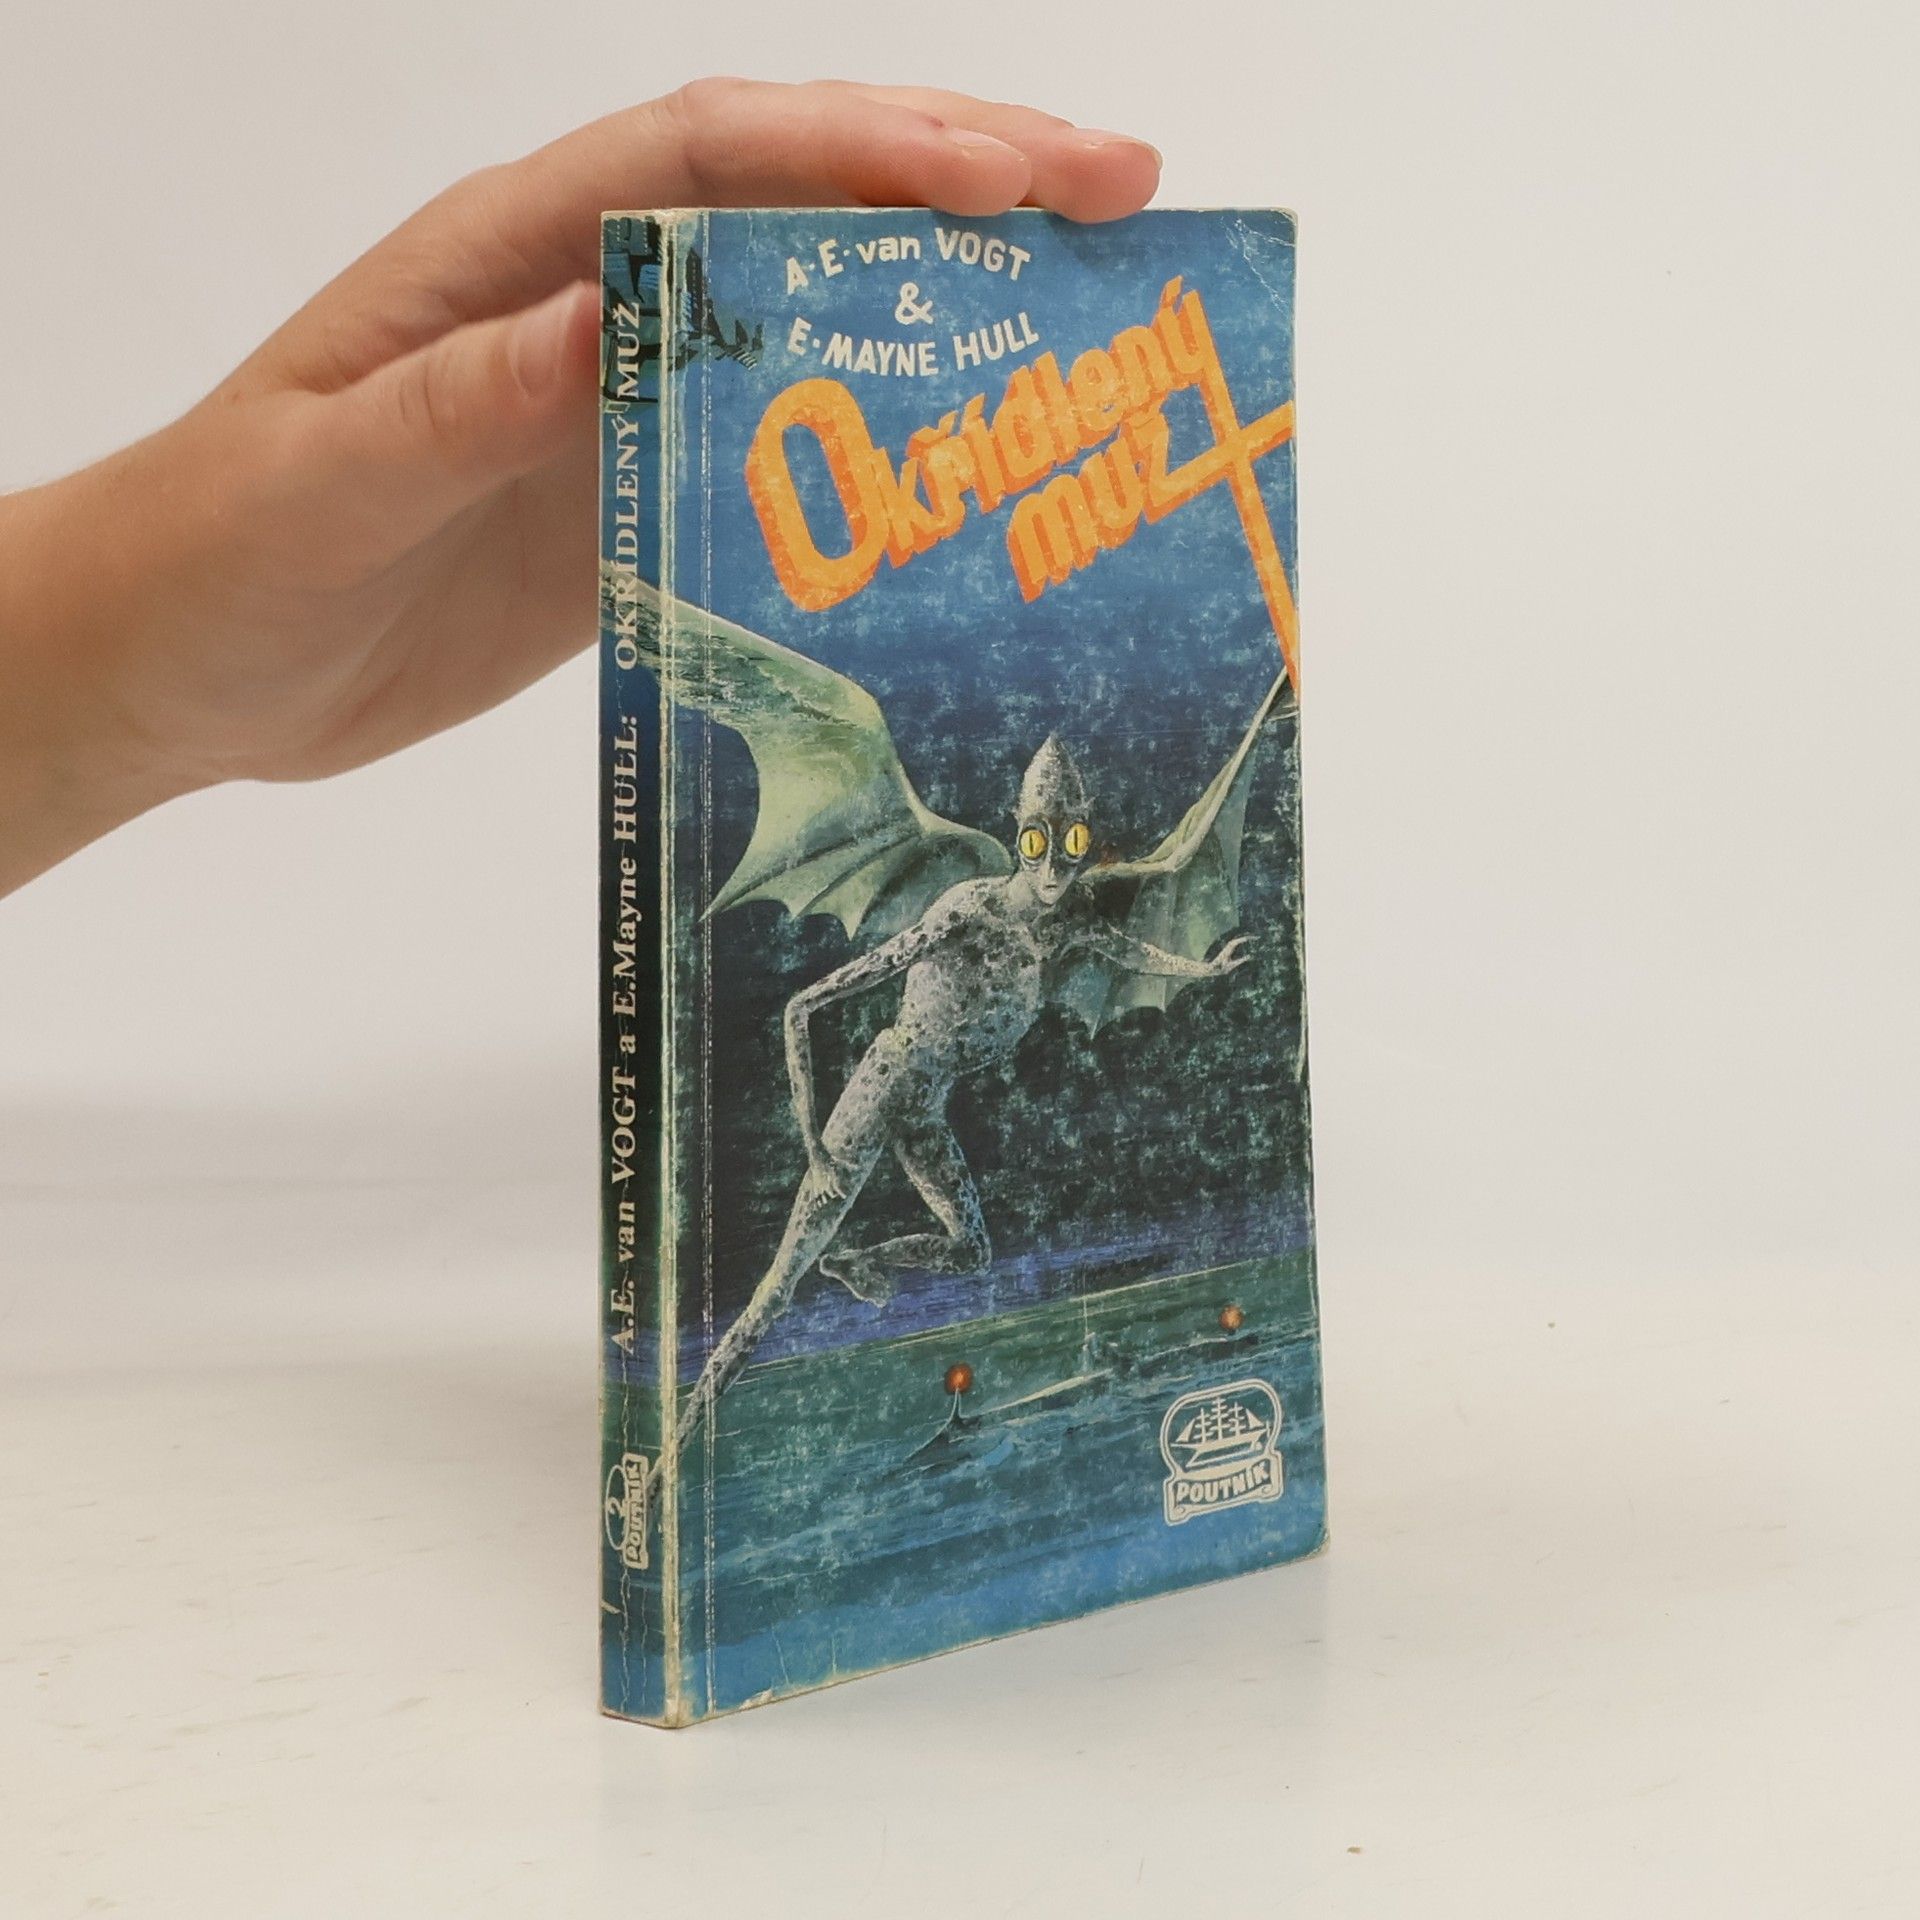 A·E·van VOGT
&
E·MAYNE HULL
Okřídlený
muž
POUTNÍK
A.E. van VOGT a E.Mayne HULL: OKŘÍDLENÝ MUŽ
2
POUTNÍK